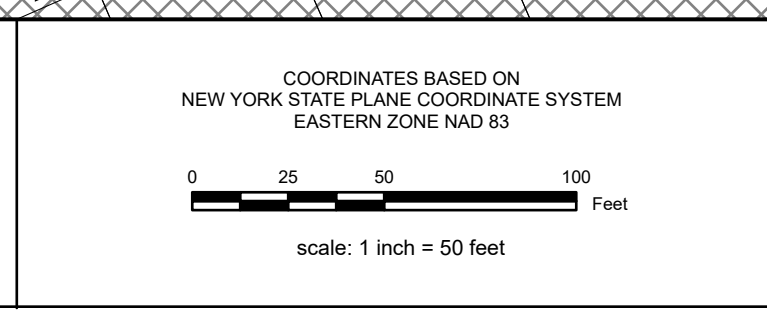 COORDINATES BASED ON
NEW YORK STATE PLANE COORDINATE SYSTEM
EASTERN ZONE NAD 83
0 25 50 100
Feet
scale: 1 inch = 50 feet